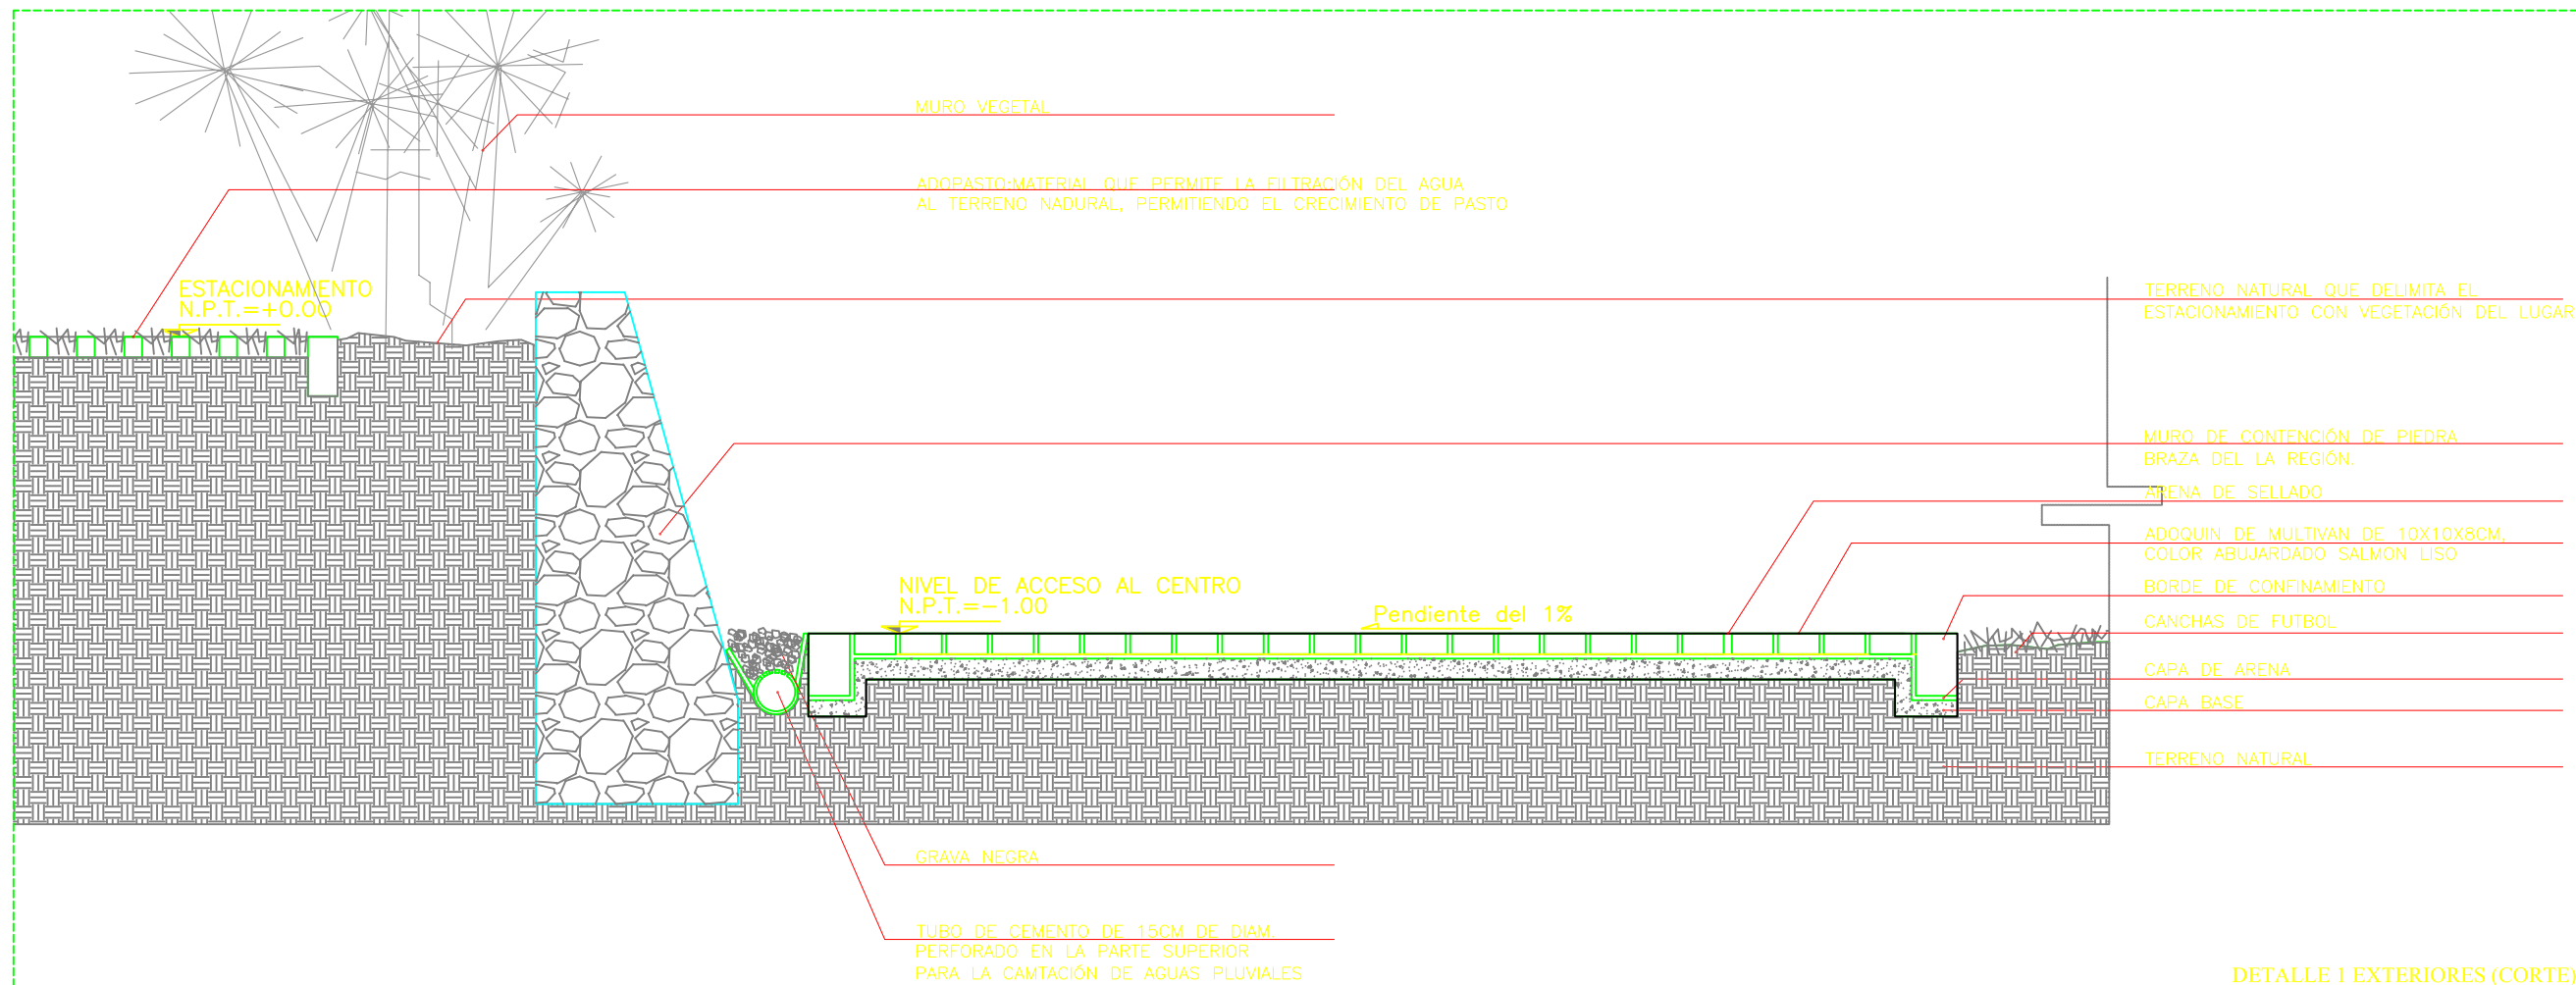 MURO VEGETAL
ADOPASTO:MATERIAL QUE PERMITE LA FILTRACIÓN DEL AGUA
AL TERRENO NADURAL, PERMITIENDO EL CRECIMIENTO DE PASTO
ESTACIONAMIENTO
N.P.T.=+0.00
TERRENO NATURAL QUE DELIMITA EL
ESTACIONAMIENTO CON VEGETACIÓN DEL LUGAR
MURO DE CONTENCIÓN DE PIEDRA
BRAZA DEL LA REGIÓN.
ARENA DE SELLADO
ADOQUIN DE MULTIVAN DE 10X10X8CM,
COLOR ABUJARDADO SALMON LISO
NIVEL DE ACCESO AL CENTRO
N.P.T.=−1.00
Pendiente del 1%
BORDE DE CONFINAMIENTO
CANCHAS DE FUTBOL
CAPA DE ARENA
CAPA BASE
TERRENO NATURAL
GRAVA NEGRA
TUBO DE CEMENTO DE 15CM DE DIAM.
PERFORADO EN LA PARTE SUPERIOR
PARA LA CAMTACIÓN DE AGUAS PLUVIALES
DETALLE 1 EXTERIORES (CORTE)